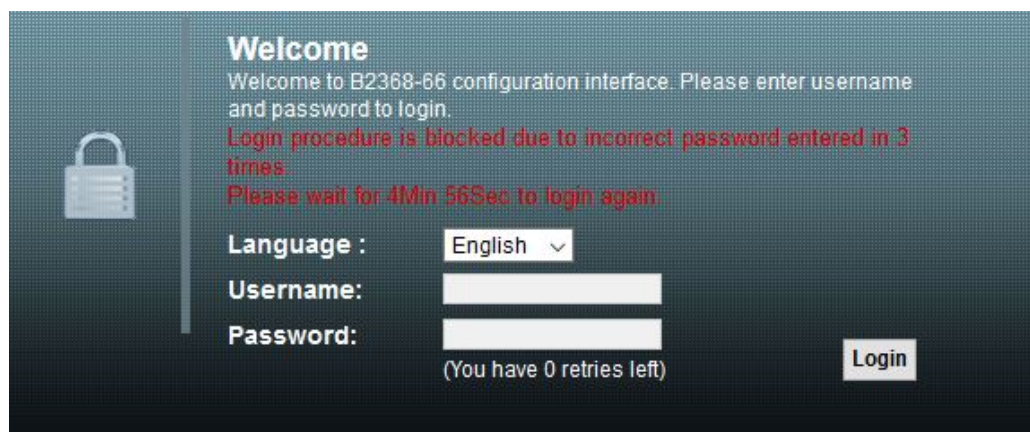 Welcome
Welcome to B2368-66 configuration interface. Please enter username
and password to login.
Login procedure is blocked due to incorrect password entered in 3
times.
Please wait for 4Min 56Sec to login again.
Language :
English
Username:
Password:
(You have 0 retries left)
Login